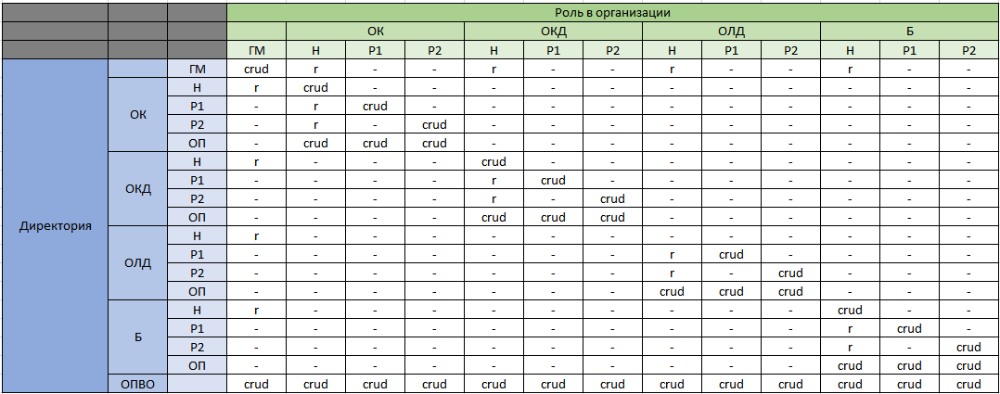 Роль в организации
ОК ОКД ОЛД Б
ГМ Н Р1 Р2 Н Р1 Р2 Н Р1 Р2 Н Р1 Р2
ГМ crud r - - r - - r - - r - -
Н r crud - - - - - - - - - - -
Р1 - r crud - - - - - - - - - -
ОК
Р2 - r - crud - - - - - - - - -
ОП - crud crud crud - - - - - - - - -
Н r - - - crud - - - - - - - -
Р1 - - - - r crud - - - - - - -
ОКД
Р2 - - - - r - crud - - - - - -
ОП - - - - crud crud crud - - - - - -
Директория
Н r - - - - - - - - - - - -
Р1 - - - - - - - r crud - - - -
ОЛД
Р2 - - - - - - - r - crud - - -
ОП - - - - - - - crud crud crud - - -
Н r - - - - - - - - - crud - -
Р1 - - - - - - - - - - r crud -
Б
Р2 - - - - - - - - - - r - crud
ОП - - - - - - - - - - crud crud crud
ОПВО crud crud crud crud crud crud crud crud crud crud crud crud crud